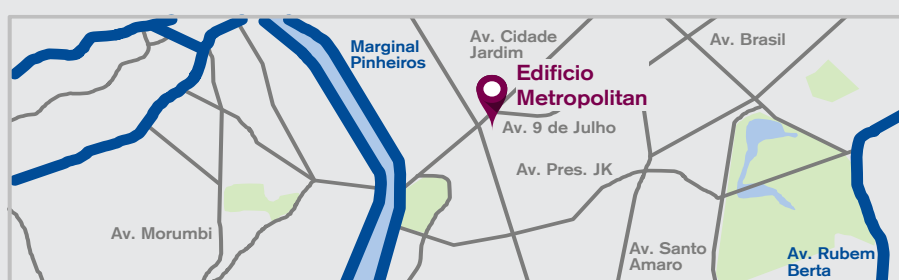 Marginal
Pinheiros
Av. Cidade
Jardim
Av. Brasil
Edificio
Metropolitan
Av. 9 de Julho
Av. Pres. JK
Av. Morumbi
Av. Santo
Amaro
Av. Rubem
Berta